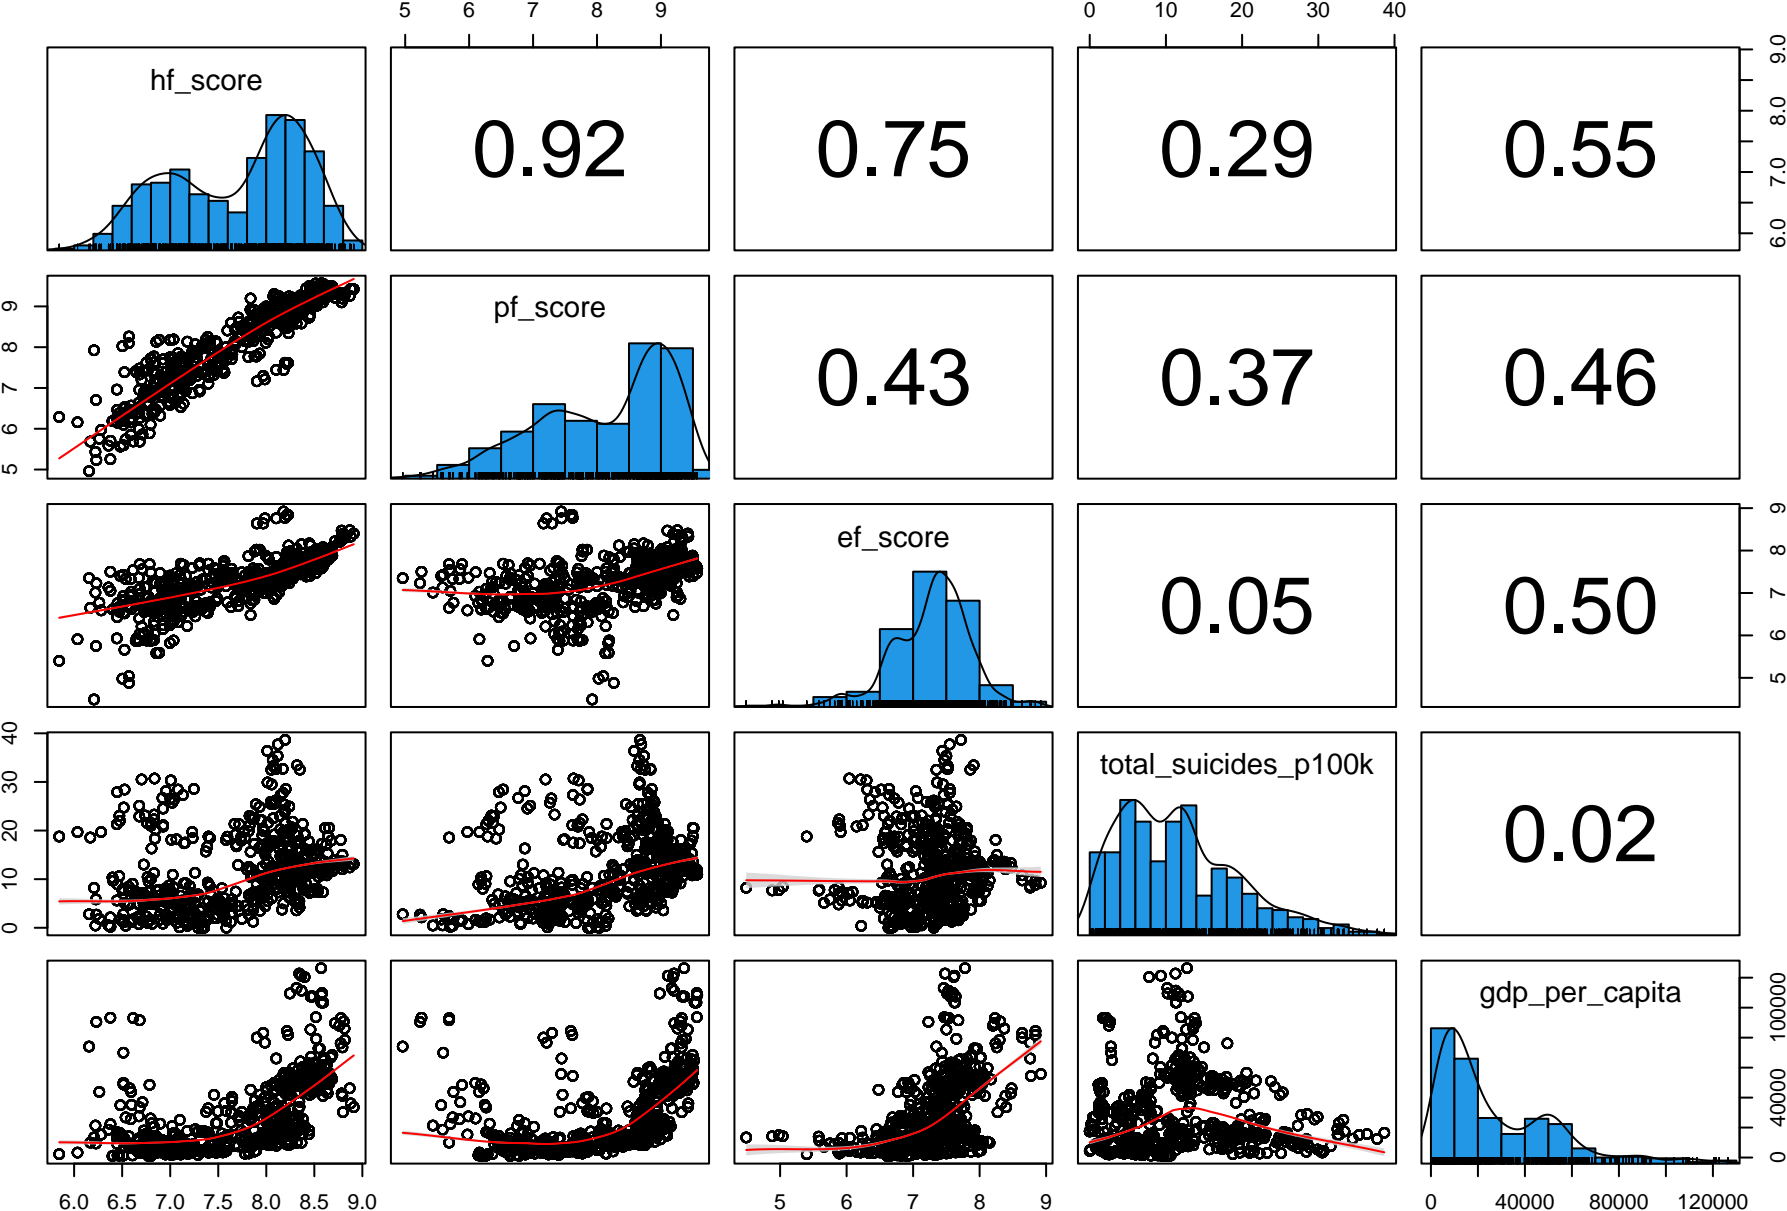 5 6 7 8 9 0 10 20 30 40
hf_score 0.92 0.75 0.29 0.55 6.0 7.0 8.0 9.0
5 6 7 8 9 pf_score 0.43 0.37 0.46
ef_score 0.05 0.50 5 6 7 8 9
0 10 20 30 40 total_suicides_p100k 0.02
gdp_per_capita 0 40000 100000
6.0 6.5 7.0 7.5 8.0 8.5 9.0 5 6 7 8 9 0 40000 80000 120000